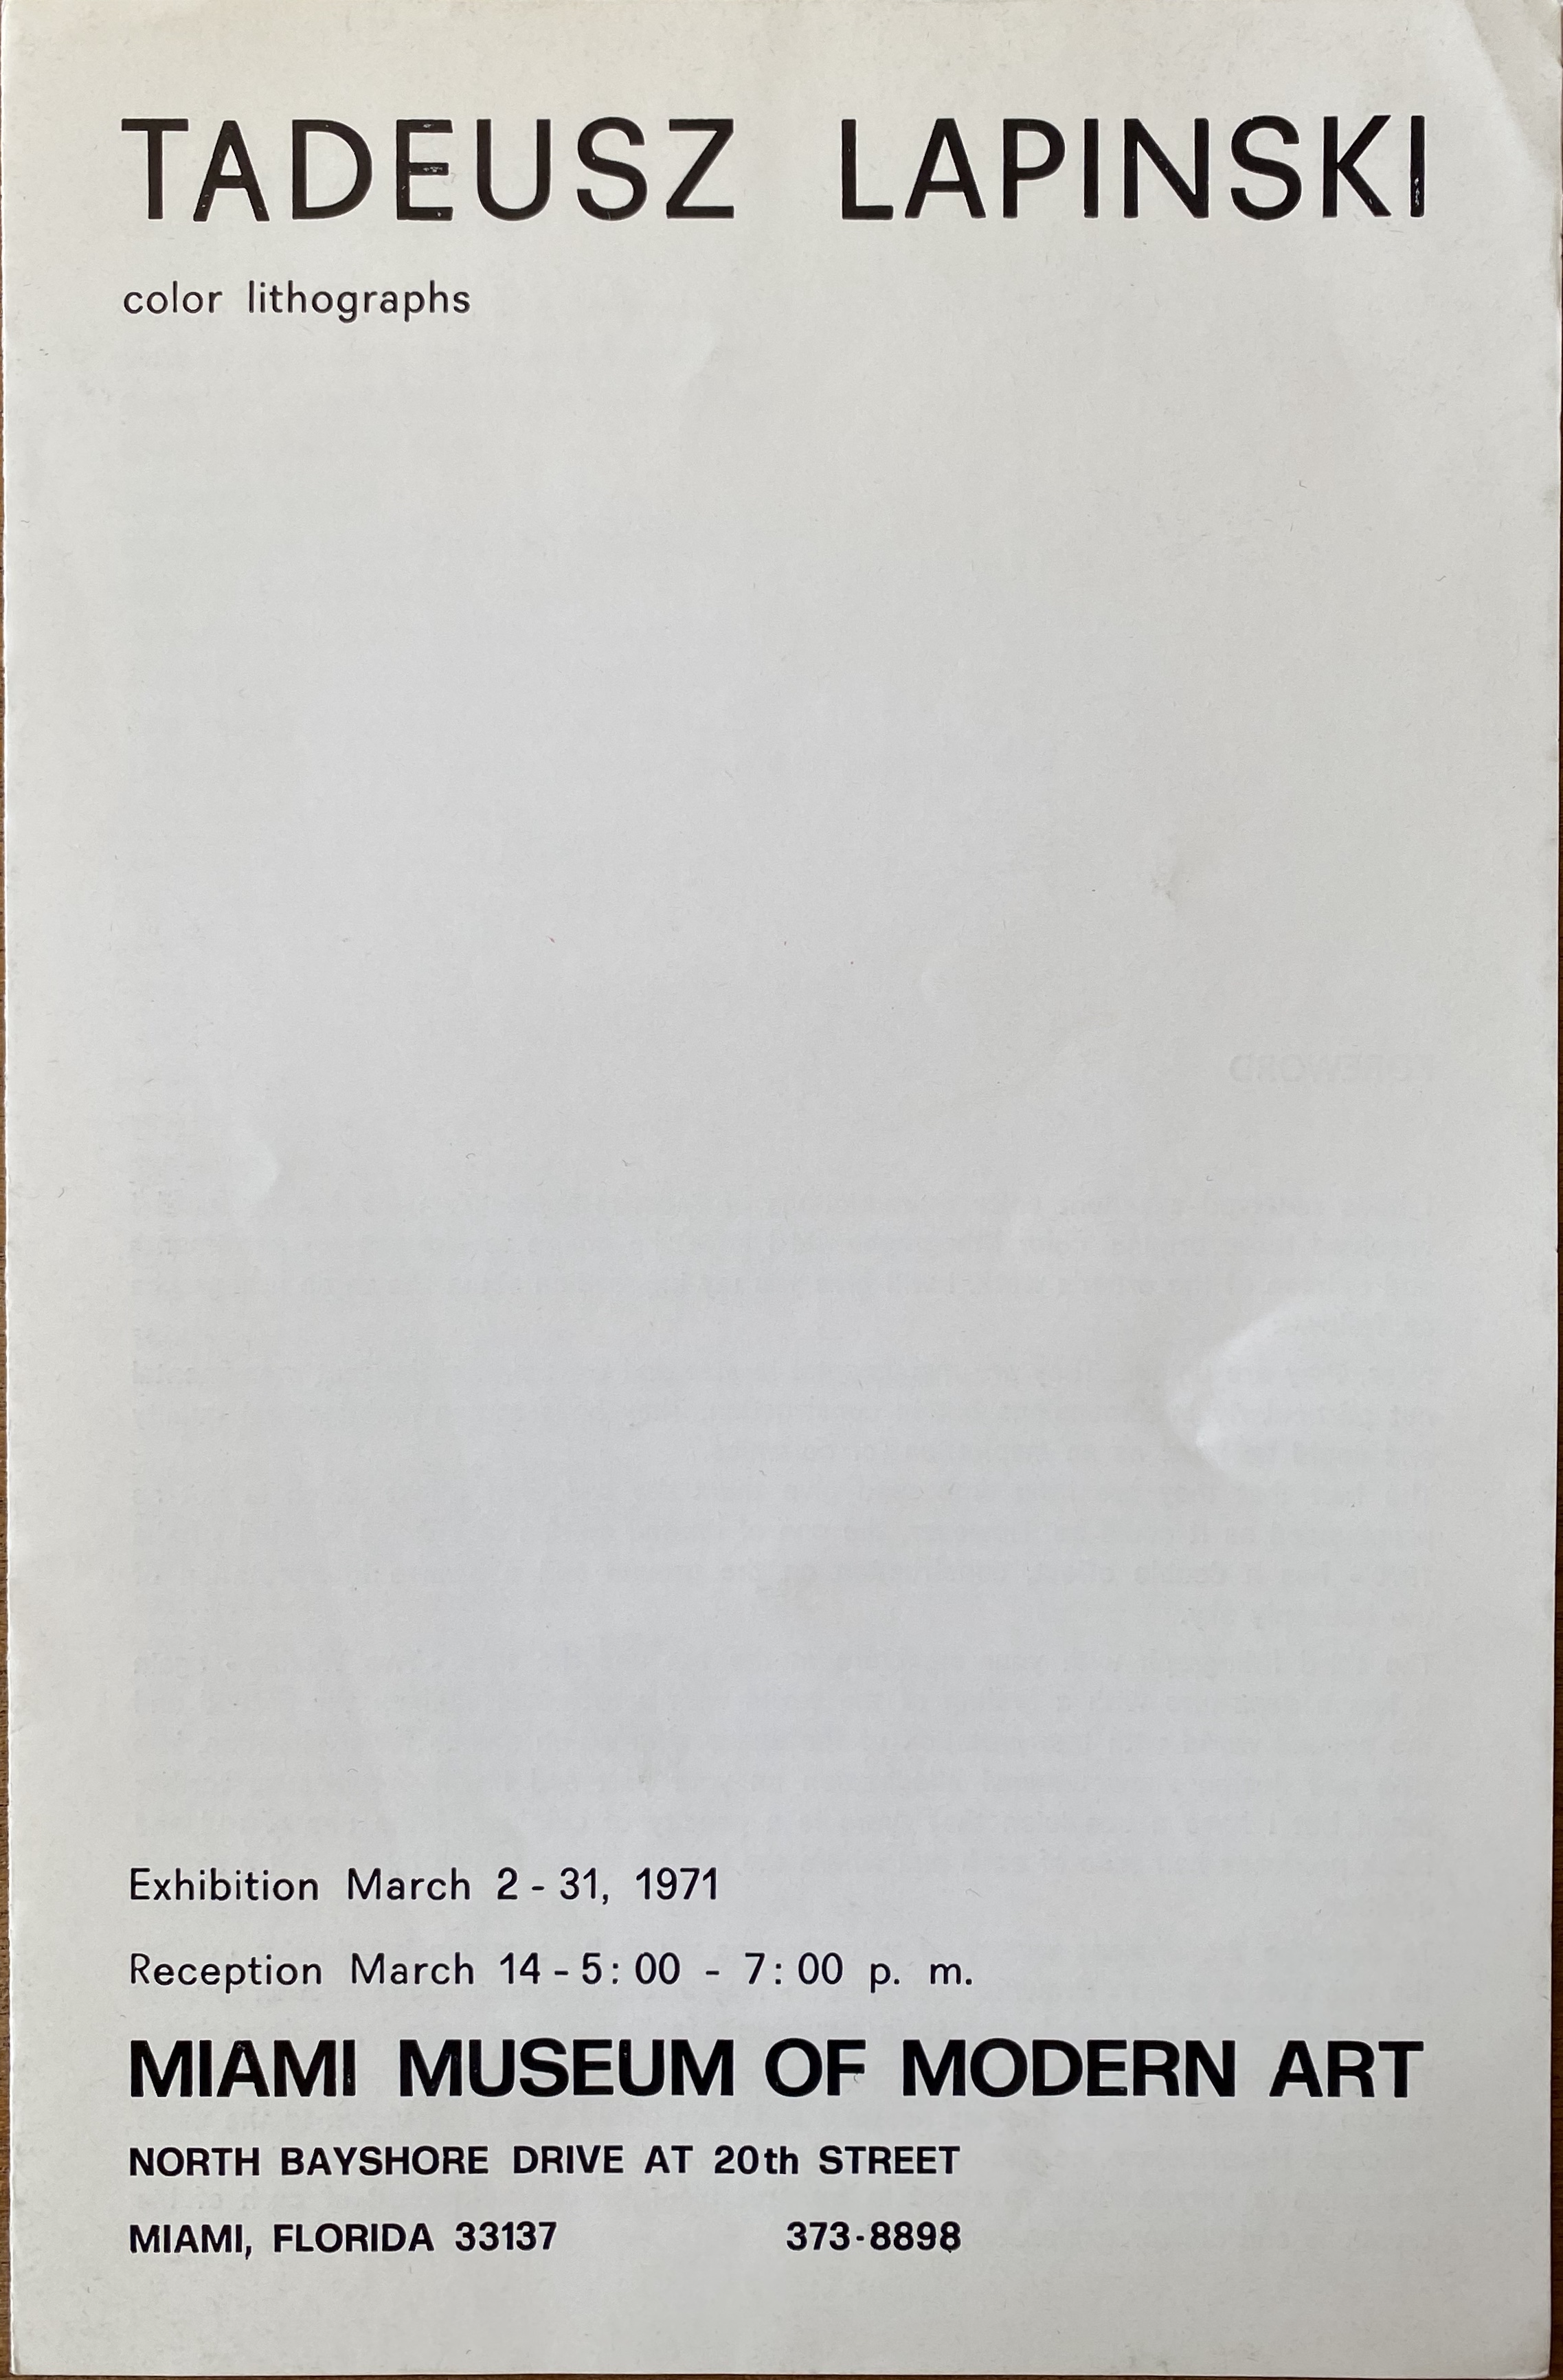 TADEUSZ LAPINSKI
color lithographs
FOREWORD
Exhibition March 2 - 31, 1971
Reception March 14 - 5: 00 - 7: 00 p. m.
MIAMI MUSEUM OF MODERN ART
NORTH BAYSHORE DRIVE AT 20th STREET
MIAMI, FLORIDA 33137 373-8898